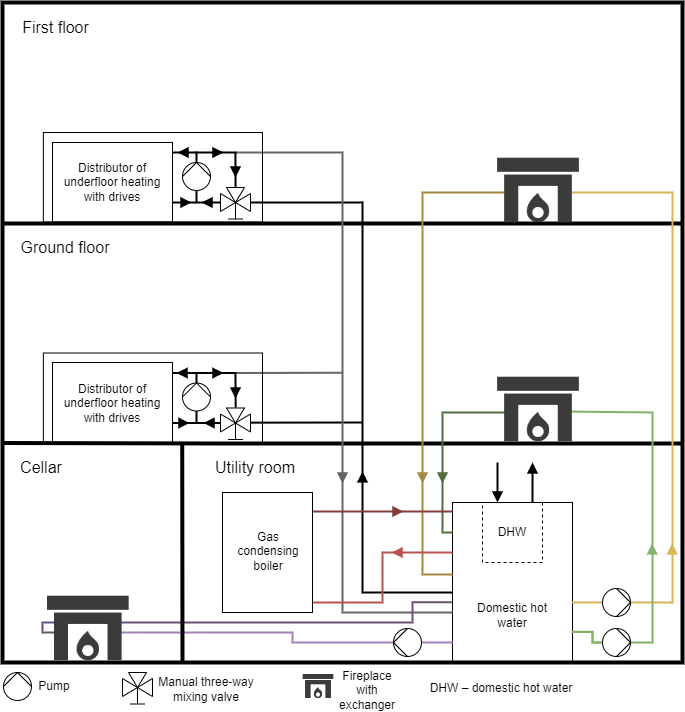 First floor
Distributor of
underfloor heating
with drives
Ground floor
Distributor of
underfloor heating
with drives
Cellar
Utility room
Gas
condensing
boiler
DHW
Domestic hot
water
Pump
Manual three-way
mixing valve
Fireplace
with
exchanger
DHW – domestic hot water